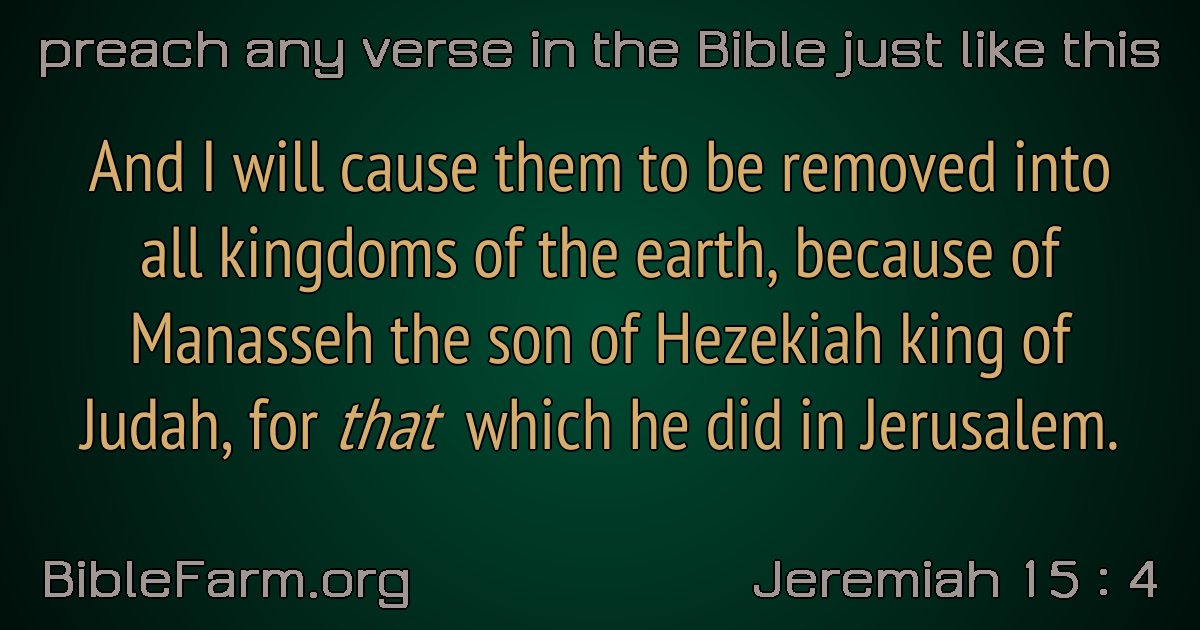 preach any verse in the Bible just like this
And I will cause them to be removed into
all kingdoms of the earth, because of
Manasseh the son of Hezekiah king of
Judah, for that which he did in Jerusalem.
BibleFarm.org
Jeremiah 15 : 4